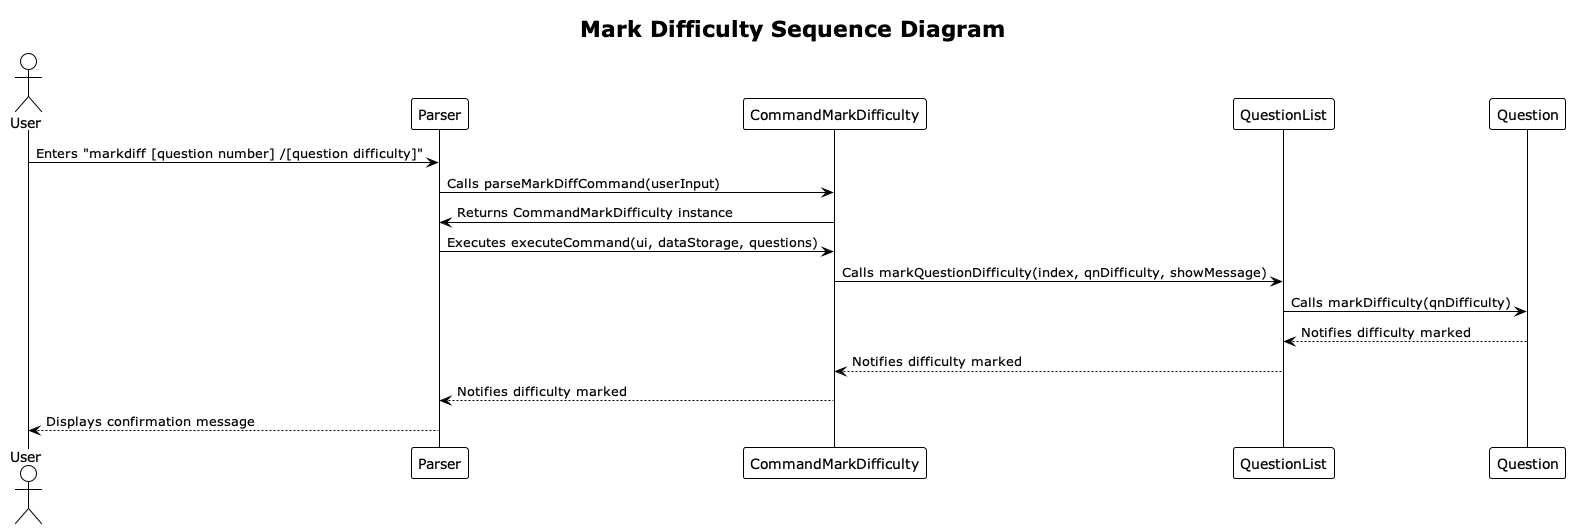 Mark Difficulty Sequence Diagram
User
Parser
CommandMarkDifficulty
QuestionList
Question
Enters "markdiff [question number] /[question difficulty]"
Calls parseMarkDiffCommand(userInput)
Returns CommandMarkDifficulty instance
Executes executeCommand(ui, dataStorage, questions)
Calls markQuestionDifficulty(index, qnDifficulty, showMessage)
Calls markDifficulty(qnDifficulty)
Notifies difficulty marked
Notifies difficulty marked
Notifies difficulty marked
Displays confirmation message
User
Parser
CommandMarkDifficulty
QuestionList
Question